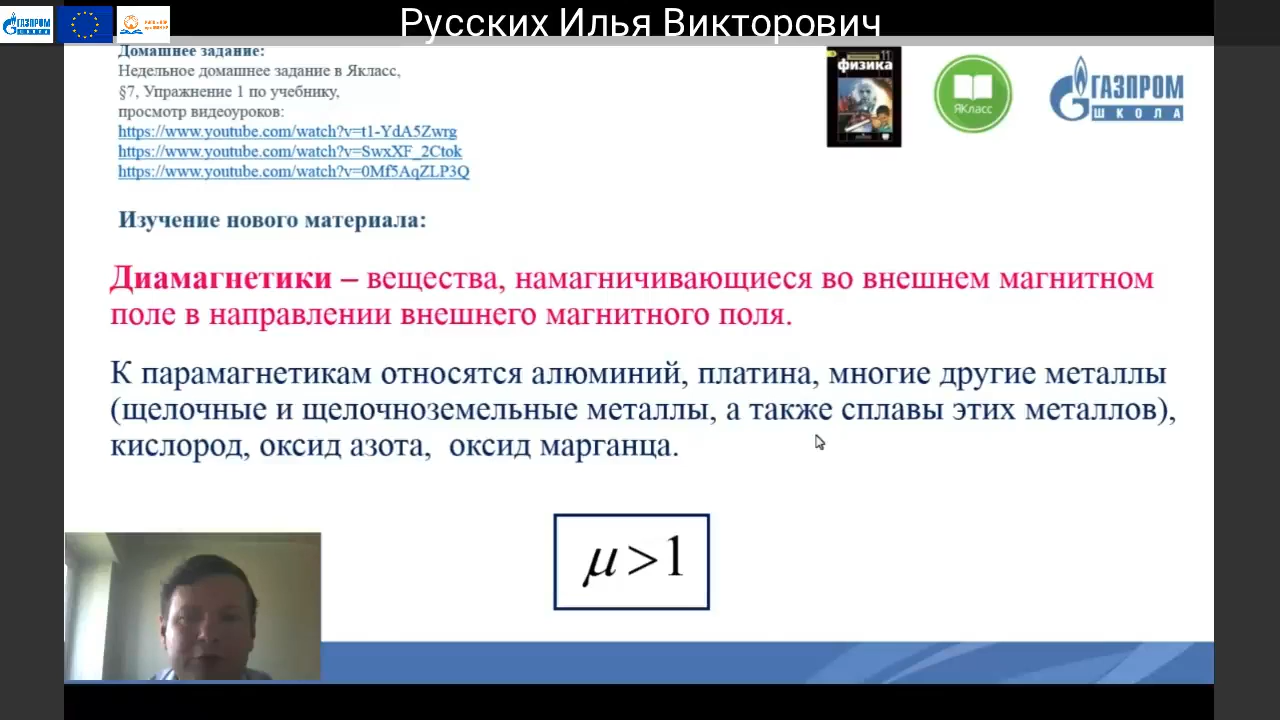 ГАЗПРОМ
ШКОЛА
Русских Илья Викторович
Домашнее задание:
Недельное домашнее задание в Якласс,
§7, Упражнение 1 по учебнику,
просмотр видеоуроков:
https://www.youtube.com/watch?v=t1-YdA5Zwrg
https://www.youtube.com/watch?v=SwxXF_2Ctok
https://www.youtube.com/watch?v=0Mf5AqZLP3Q
11
физика
ЯКласс
ГАЗПРОМ
ШКОЛА
Изучение нового материала:
Диамагнетики – вещества, намагничивающиеся во внешнем магнитном
поле в направлении внешнего магнитного поля.
К парамагнетикам относятся алюминий, платина, многие другие металлы
(щелочные и щелочноземельные металлы, а также сплавы этих металлов),
кислород, оксид азота, оксид марганца.
μ>1